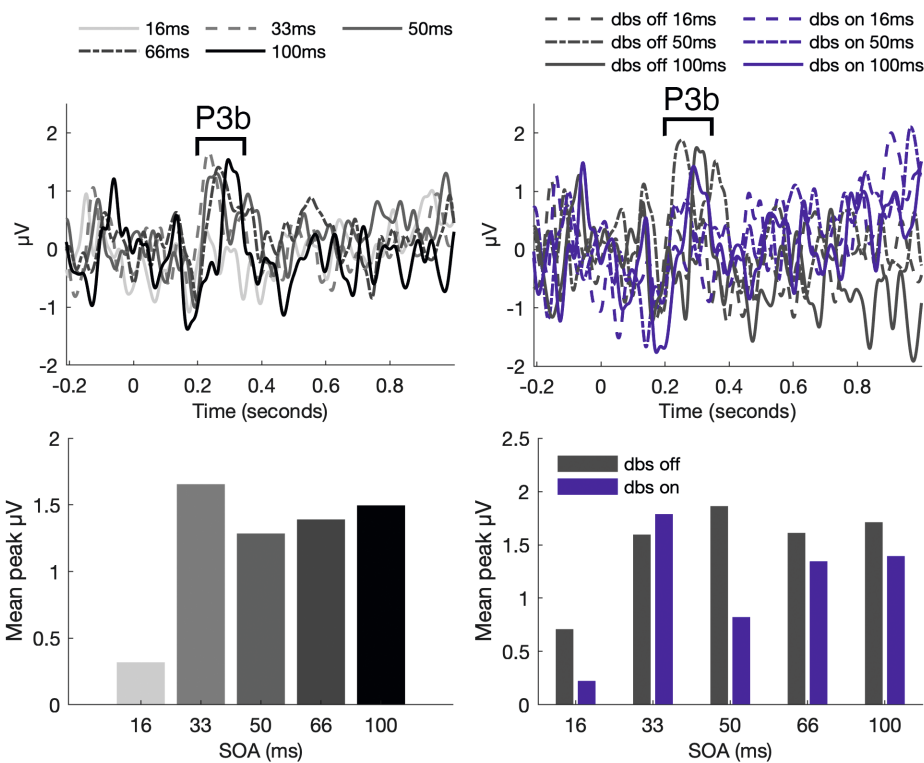 16ms 33ms 50ms
66ms 100ms
P3b
2
1
0
-1
-2
µV
-0.2 0 0.2 0.4 0.6 0.8
Time (seconds)
dbs off 16ms dbs on 16ms
dbs off 50ms dbs on 50ms
dbs off 100ms dbs on 100ms
P3b
2
1
0
-1
-2
µV
-0.2 0 0.2 0.4 0.6 0.8
Time (seconds)
2
1.5
1
0.5
0
Mean peak µV
16 33 50 66 100
SOA (ms)
2.5
2
1.5
1
0.5
0
Mean peak µV
dbs off
dbs on
16 33 50 66 100
SOA (ms)